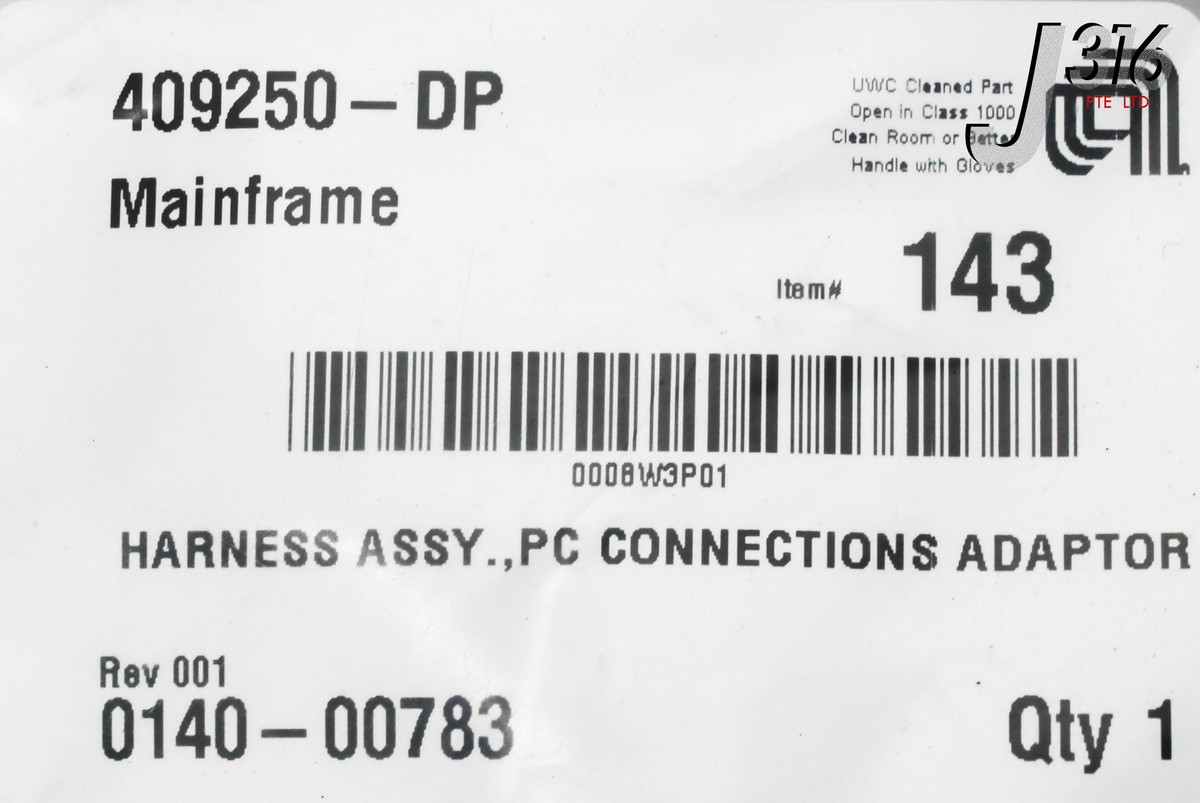 409250-DP
J316
PTE LTD
UWC Cleaned Part
Open in Class 1000
Clean Room or Better
Handle with Gloves
Mainframe
Item# 143
0008W3P01
HARNESS ASSY.,PC CONNECTIONS ADAPTOR
Rev 001
0140-00783
Qty 1